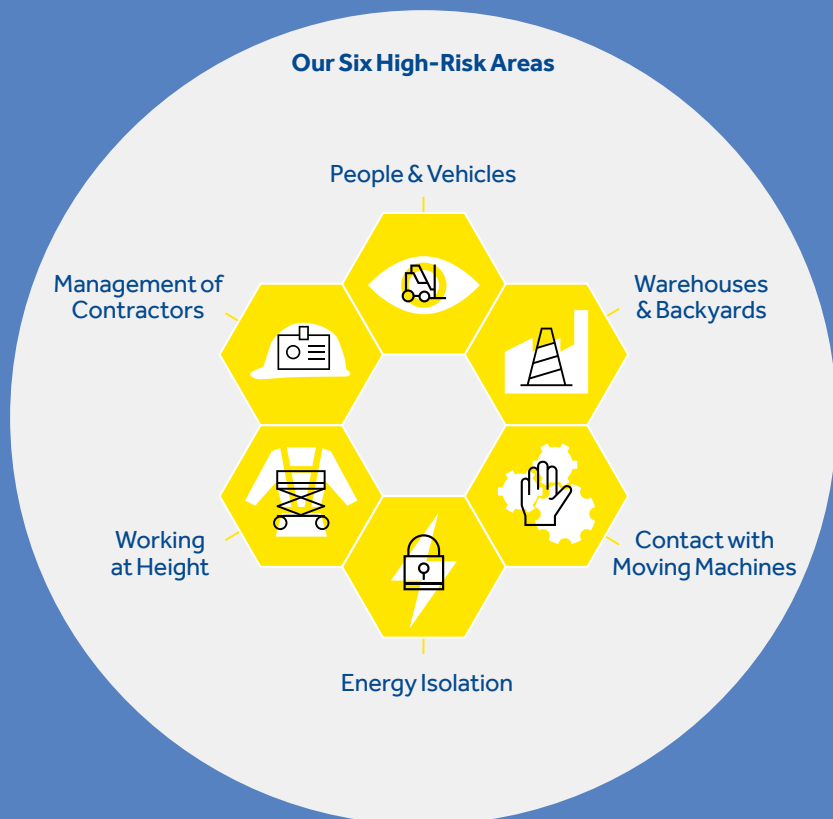 Our Six High-Risk Areas
People & Vehicles
Management of
Contractors
Warehouses
& Backyards
Working
at Height
Contact with
Moving Machines
Energy Isolation